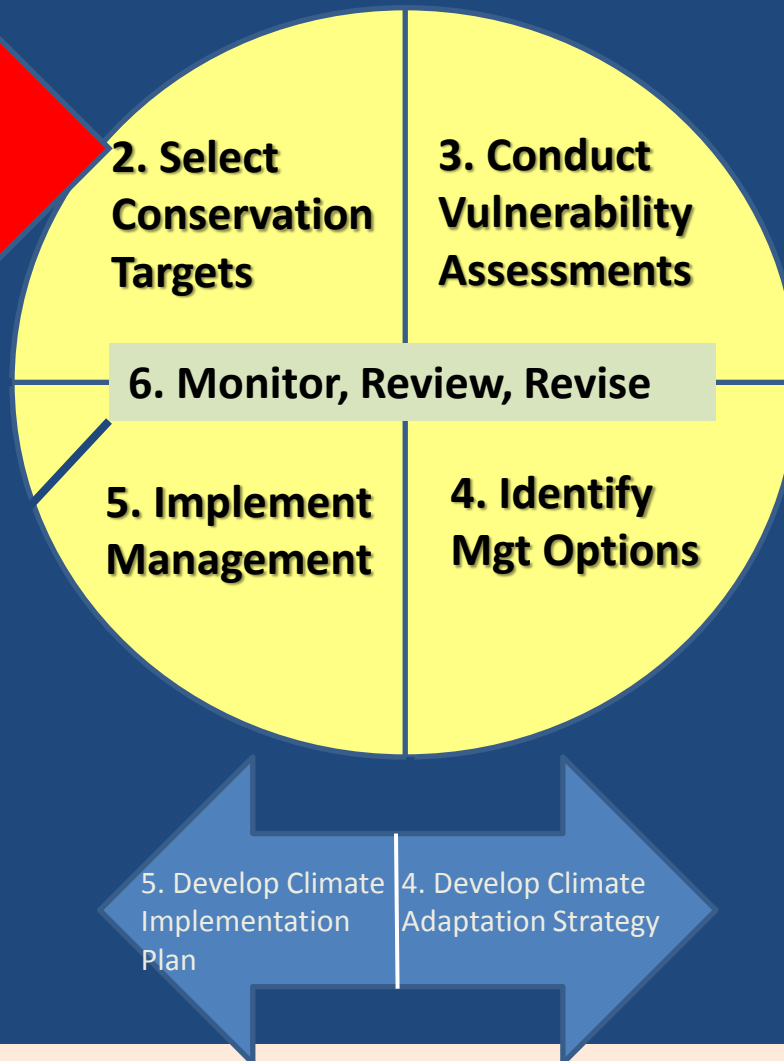 2. Select
Conservation
Targets
3. Conduct
Vulnerability
Assessments
6. Monitor, Review, Revise
5. Implement
Management
4. Identify
Mgt Options
5. Develop Climate
Implementation
Plan
4. Develop Climate
Adaptation Strategy